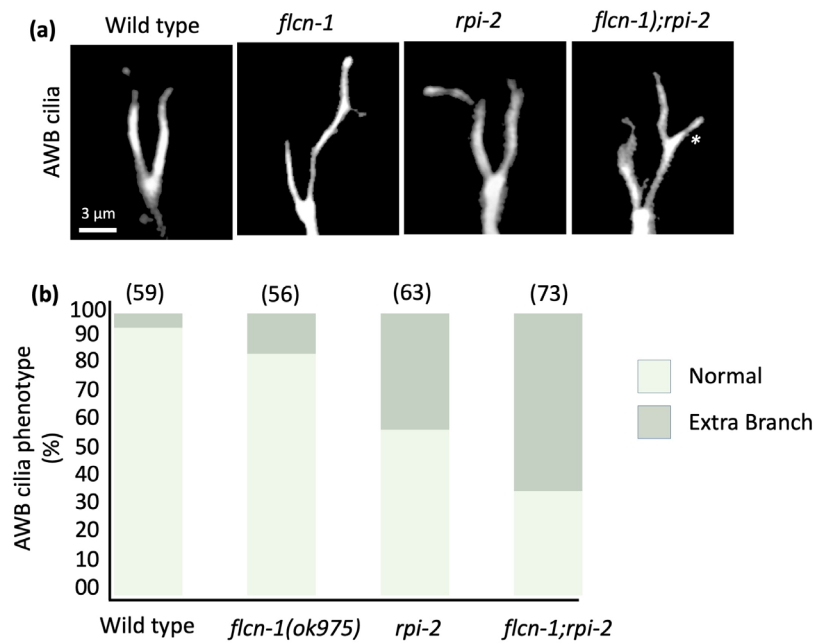 (a)
Wild type
flcn-1
rpi-2
flcn-1);rpi-2
AWB cilia
3 µm
*
(b)
(59)
(56)
(63)
(73)
AWB cilia phenotype
(%)
100
90
80
70
60
50
40
30
20
10
00
Normal
Extra Branch
Wild type
flcn-1(ok975)
rpi-2
flcn-1;rpi-2